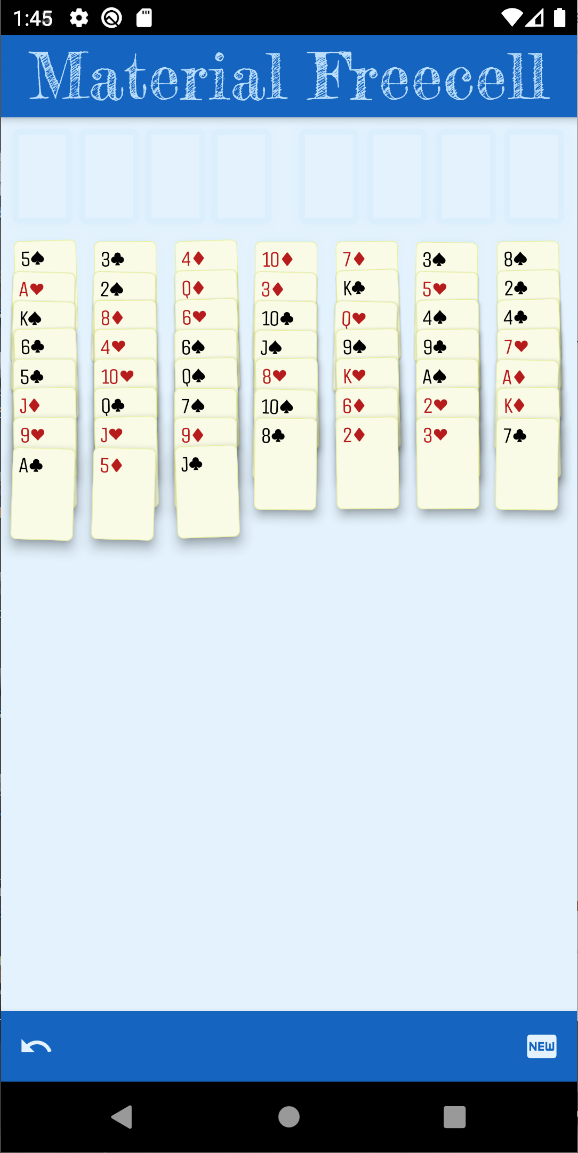 1:45
Material Freecell
5♠ 3♣ 4♦ 10♦ 7♦ 3♠ 8♠
A♥ 2♠ Q♦ 3♦ K♣ 5♥ 2♣
K♠ 8♦ 6♥ 10♣ Q♥ 4♠ 4♣
6♣ 4♥ 6♠ J♠ 9♠ 9♣ 7♥
5♣ 10♥ Q♠ 8♥ K♥ A♠ A♦
J♦ Q♣ 7♠ 10♠ 6♦ 2♥ K♦
9♥ J♥ 9♦ 8♣ 2♦ 3♥ 7♣
A♣ 5♦ J♣
NEW